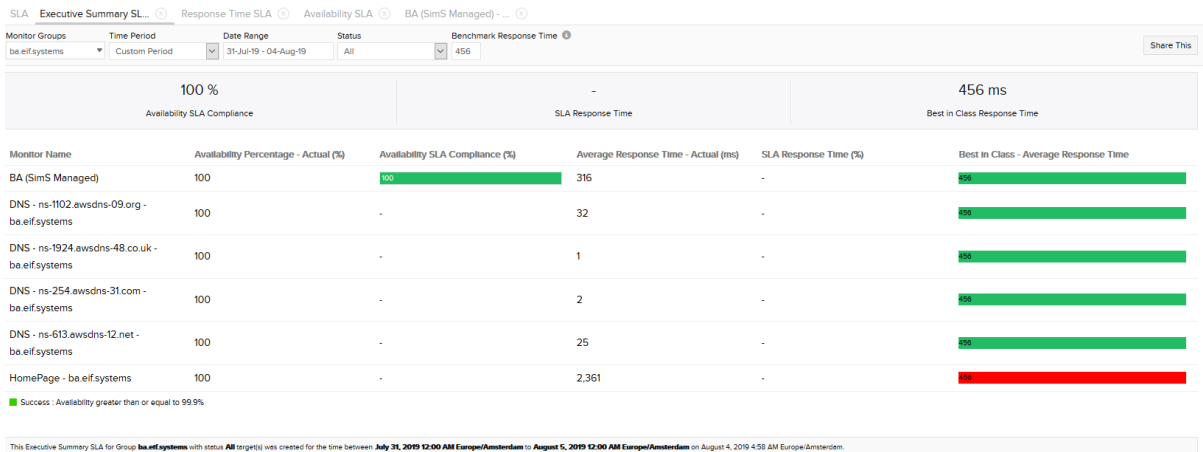 SLA Executive Summary SL... Response Time SLA Availability SLA BA (SimS Managed) - ...
Monitor Groups Time Period Date Range Status Benchmark Response Time
ba.eif.systems Custom Period 31-Jul-19 - 04-Aug-19 All 456
Share This
100 % - 456 ms
Availability SLA Compliance SLA Response Time Best in Class Response Time
Monitor Name Availability Percentage - Actual (%) Availability SLA Compliance (%) Average Response Time - Actual (ms) SLA Response Time (%) Best in Class - Average Response Time
BA (SimS Managed) 100 100 316 - 456
DNS - ns-1102.awsdns-09.org -
ba.eif.systems 100 - 32 - 456
DNS - ns-1924.awsdns-48.co.uk -
ba.eif.systems 100 - 1 - 456
DNS - ns-254.awsdns-31.com -
ba.eif.systems 100 - 2 - 456
DNS - ns-613.awsdns-12.net -
ba.eif.systems 100 - 25 - 456
HomePage - ba.eif.systems 100 - 2,361 - 456
Success : Availability greater than or equal to 99.9%
This Executive Summary SLA for Group ba.eif.systems with status All target(s) was created for the time between July 31, 2019 12:00 AM Europe/Amsterdam to August 5, 2019 12:00 AM Europe/Amsterdam on August 4, 2019 4:58 AM Europe/Amsterdam.